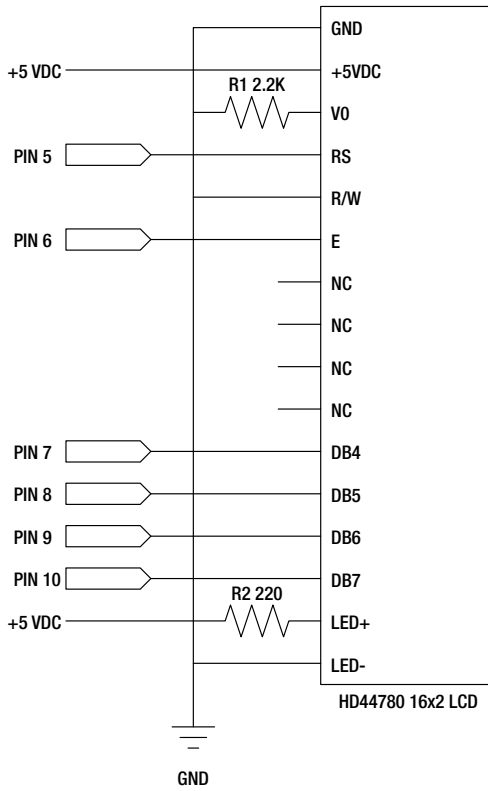 GND
+5 VDC
+5VDC
R1 2.2K
V0
PIN 5
RS
R/W
PIN 6
E
NC
NC
NC
NC
PIN 7
DB4
PIN 8
DB5
PIN 9
DB6
PIN 10
DB7
R2 220
+5 VDC
LED+
LED-
HD44780 16x2 LCD
GND